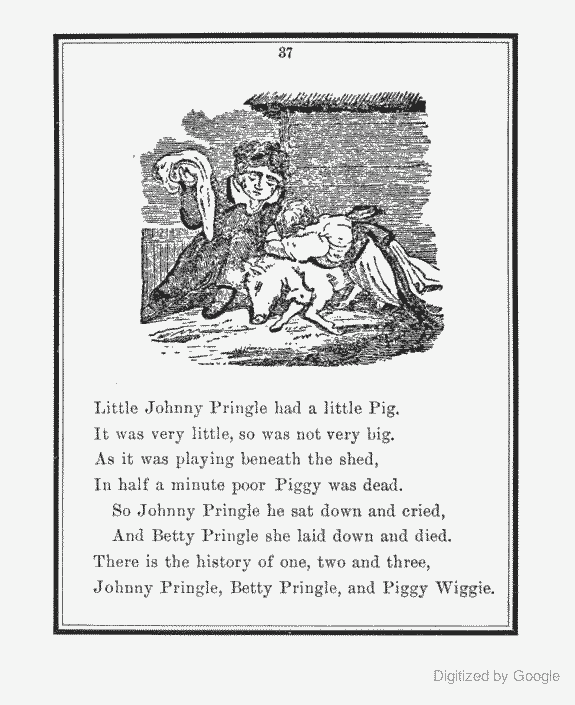 37
Little Johnny Pringle had a little Pig.
It was very little, so was not very big.
As it was playing beneath the shed,
In half a minute poor Piggy was dead.
So Johnny Pringle he sat down and cried,
And Betty Pringle she laid down and died.
There is the history of one, two and three,
Johnny Pringle, Betty Pringle, and Piggy Wiggie.
Digitized by Google